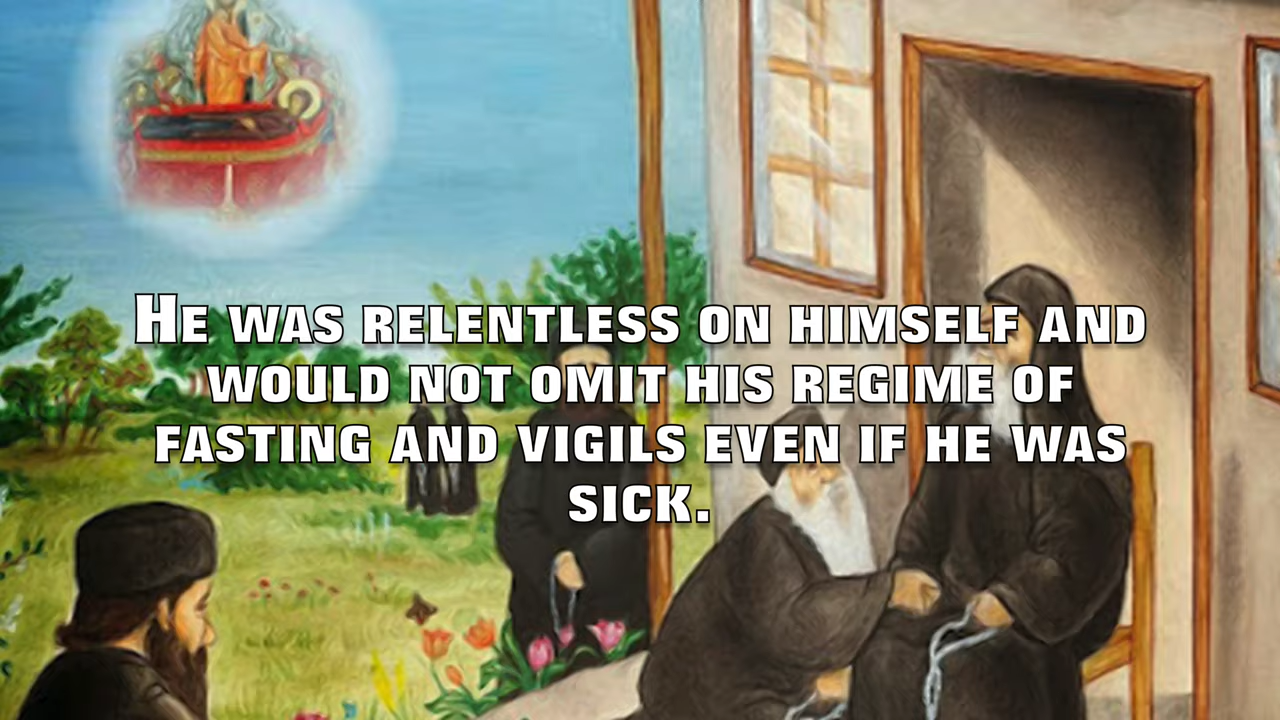 He was relentless on himself and
would not omit his regime of
fasting and vigils even if he was
sick.